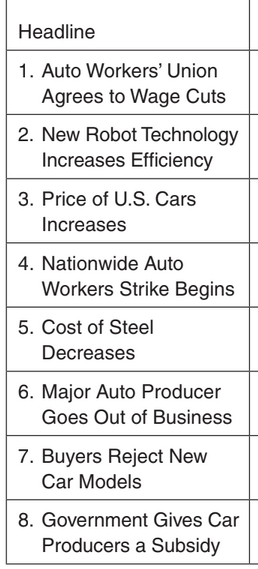 Headline
1. Auto Workers’ Union
Agrees to Wage Cuts
2. New Robot Technology
Increases Efficiency
3. Price of U.S. Cars
Increases
4. Nationwide Auto
Workers Strike Begins
5. Cost of Steel
Decreases
6. Major Auto Producer
Goes Out of Business
7. Buyers Reject New
Car Models
8. Government Gives Car
Producers a Subsidy